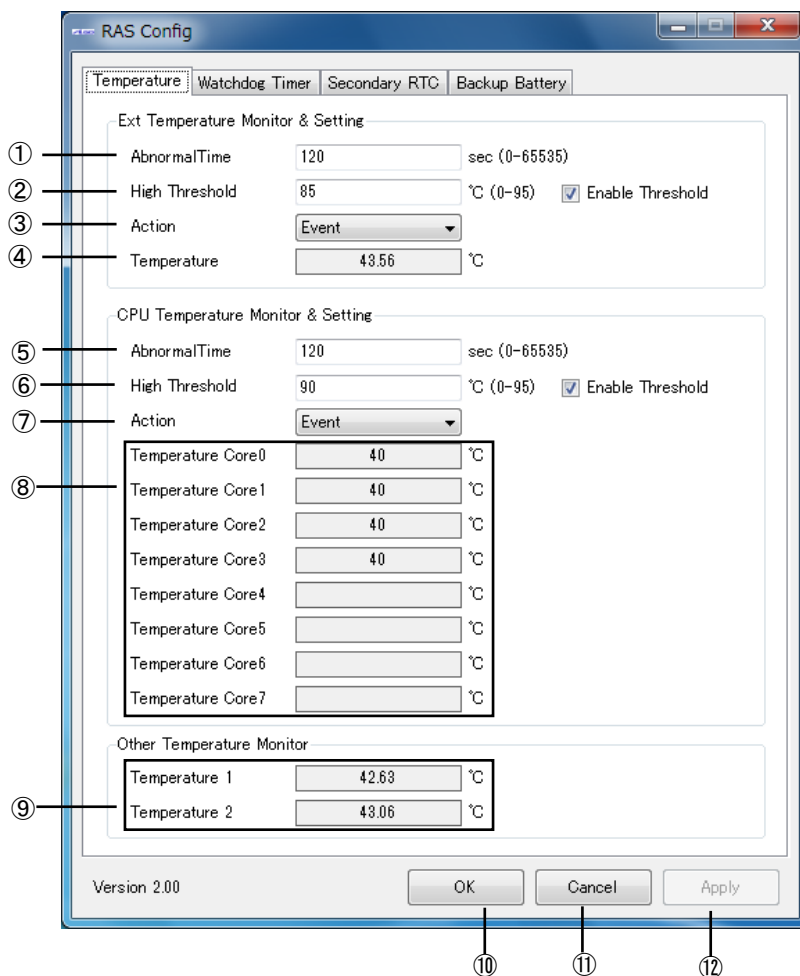 RAS Config
Temperature Watchdog Timer Secondary RTC Backup Battery
Ext Temperature Monitor & Setting
① AbnormalTime 120 sec (0-65535)
② High Threshold 85 °C (0-95) Enable Threshold
③ Action Event
④ Temperature 43.56 °C
CPU Temperature Monitor & Setting
⑤ AbnormalTime 120 sec (0-65535)
⑥ High Threshold 90 °C (0-95) Enable Threshold
⑦ Action Event
Temperature Core0 40 °C
⑧ Temperature Core1 40 °C
Temperature Core2 40 °C
Temperature Core3 40 °C
Temperature Core4 °C
Temperature Core5 °C
Temperature Core6 °C
Temperature Core7 °C
Other Temperature Monitor
Temperature 1 42.63 °C
⑨ Temperature 2 43.06 °C
Version 2.00 OK Cancel Apply
⑩ ⑪ ⑫